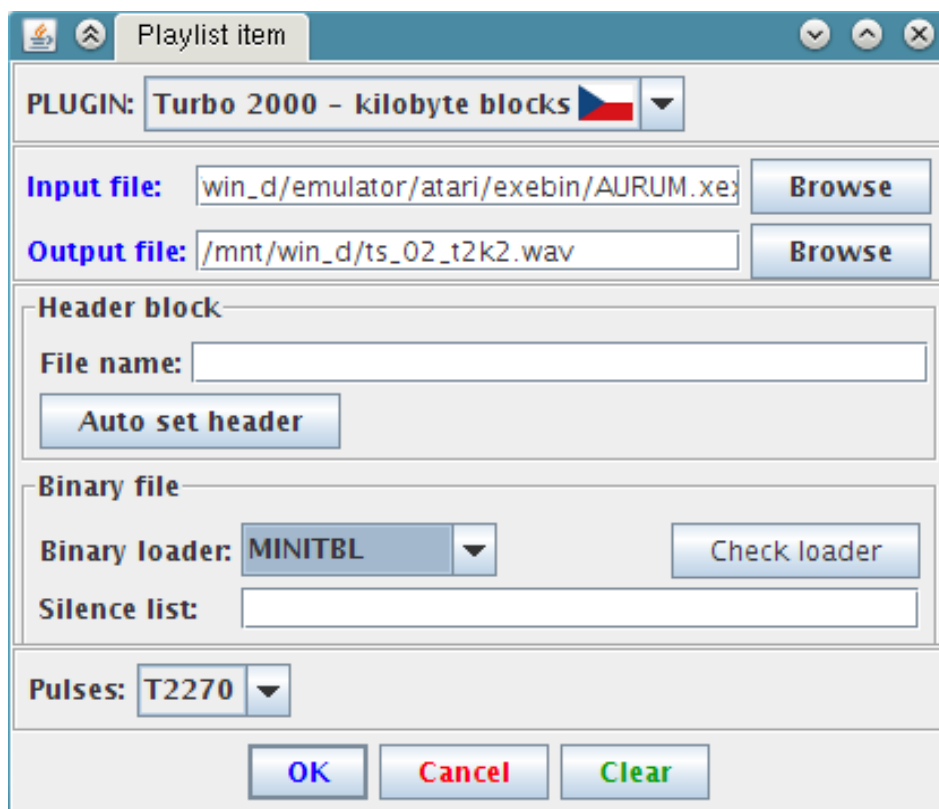 Playlist item
PLUGIN: Turbo 2000 - kilobyte blocks
Input file: win_d/emulator/atari/exebin/AURUM.xex Browse
Output file: /mnt/win_d/ts_02_t2k2.wav Browse
Header block
File name:
Auto set header
Binary file
Binary loader: MINITBL Check loader
Silence list:
Pulses: T2270
OK Cancel Clear